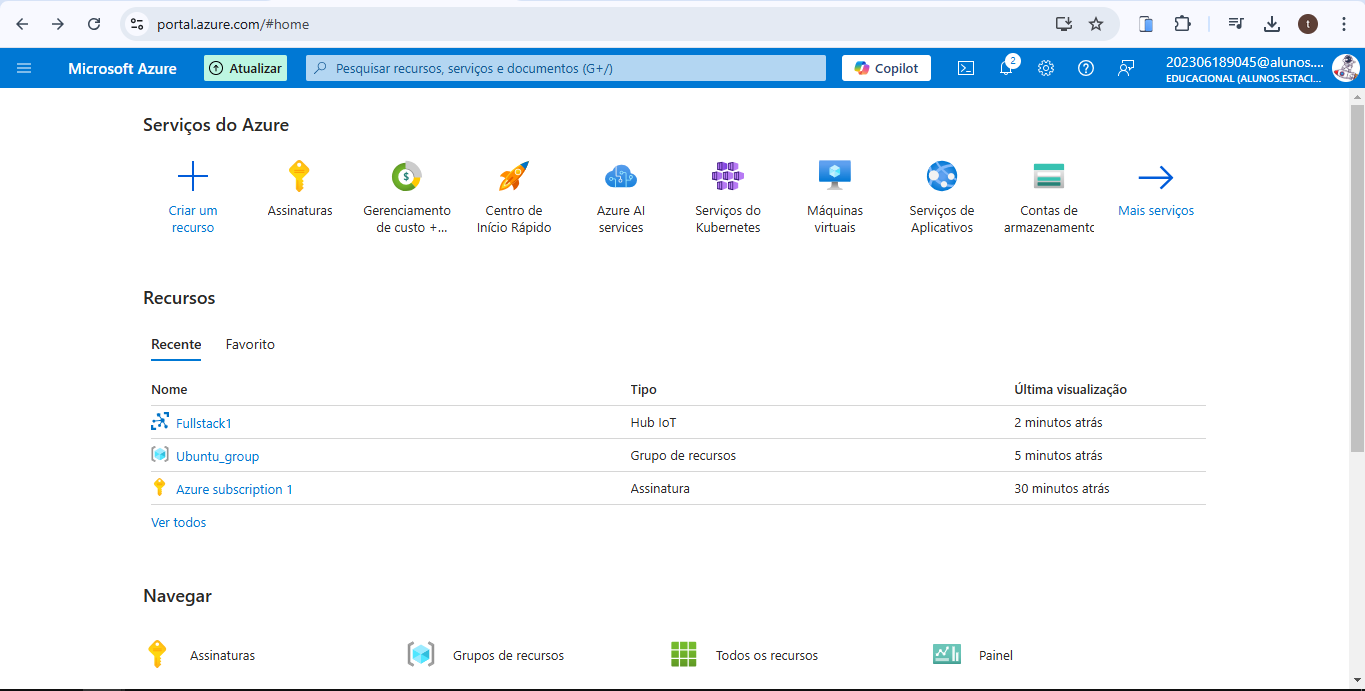 portal.azure.com/#home
t
Microsoft Azure
Atualizar
Pesquisar recursos, serviços e documentos (G+/)
Copilot
2
202306189045@alunos....
EDUCACIONAL (ALUNOS.ESTACI...
Serviços do Azure
Criar um
recurso
Assinaturas
Gerenciamento
de custo +...
Centro de
Início Rápido
Azure AI
services
Serviços do
Kubernetes
Máquinas
virtuais
Serviços de
Aplicativos
Contas de
armazenamento
Mais serviços
Recursos
Recente
Favorito
Nome
Tipo
Última visualização
Fullstack1
Hub IoT
2 minutos atrás
Ubuntu_group
Grupo de recursos
5 minutos atrás
Azure subscription 1
Assinatura
30 minutos atrás
Ver todos
Navegar
Assinaturas
Grupos de recursos
Todos os recursos
Painel